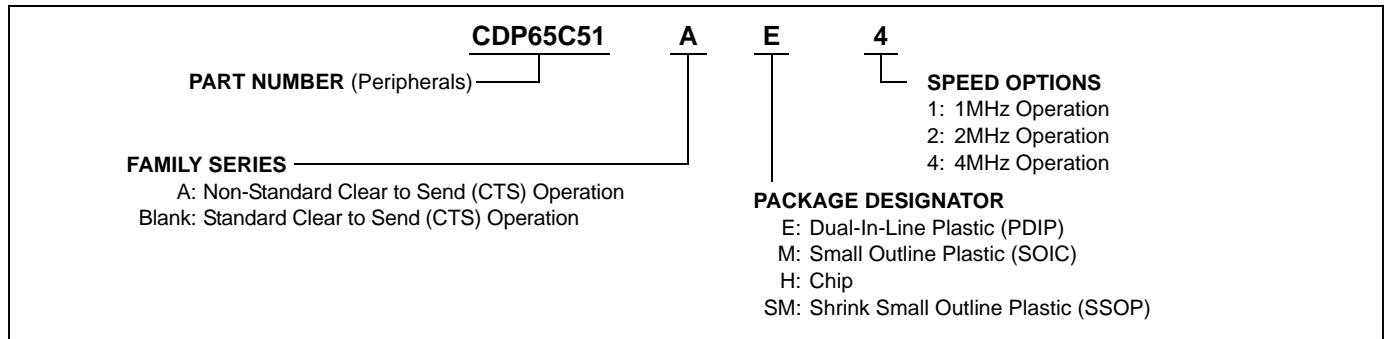 CDP65C51 A E 4
PART NUMBER (Peripherals)
SPEED OPTIONS
1: 1MHz Operation
2: 2MHz Operation
4: 4MHz Operation
FAMILY SERIES
A: Non-Standard Clear to Send (CTS) Operation
Blank: Standard Clear to Send (CTS) Operation
PACKAGE DESIGNATOR
E: Dual-In-Line Plastic (PDIP)
M: Small Outline Plastic (SOIC)
H: Chip
SM: Shrink Small Outline Plastic (SSOP)